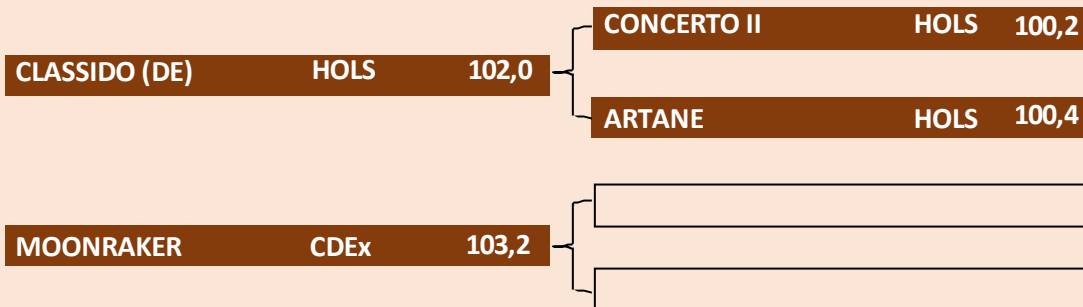 CONCERTO II HOLS 100,2
CLASSIDO (DE) HOLS 102,0
ARTANE HOLS 100,4
MOONRAKER CDEx 103,2